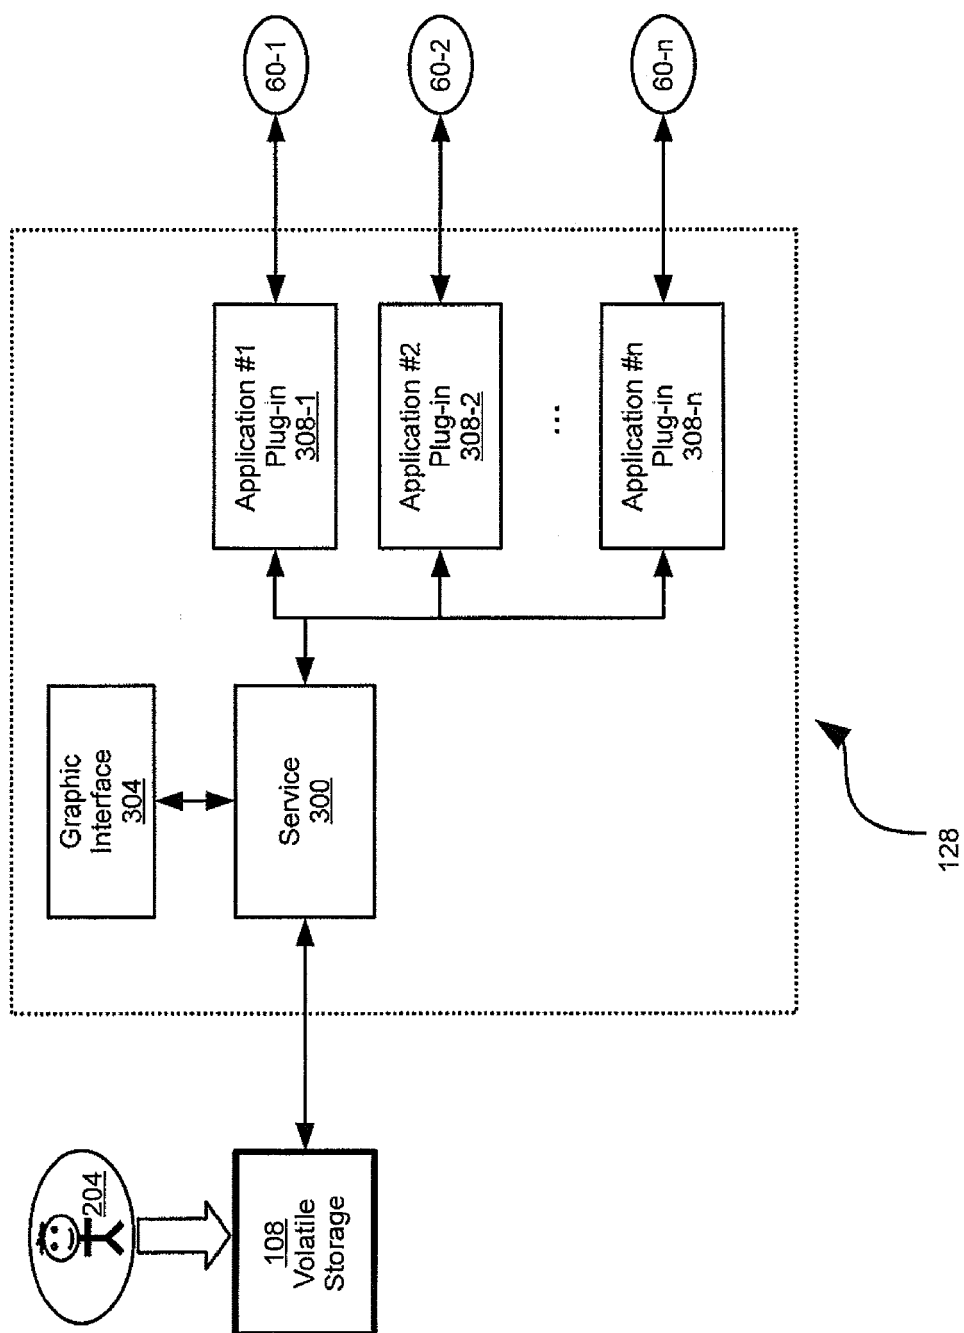 204
108
Volatile
Storage
Graphic
Interface
304
Service
300
Application #1
Plug-in
308-1
Application #2
Plug-in
308-2
...
Application #n
Plug-in
308-n
60-1
60-2
60-n
128